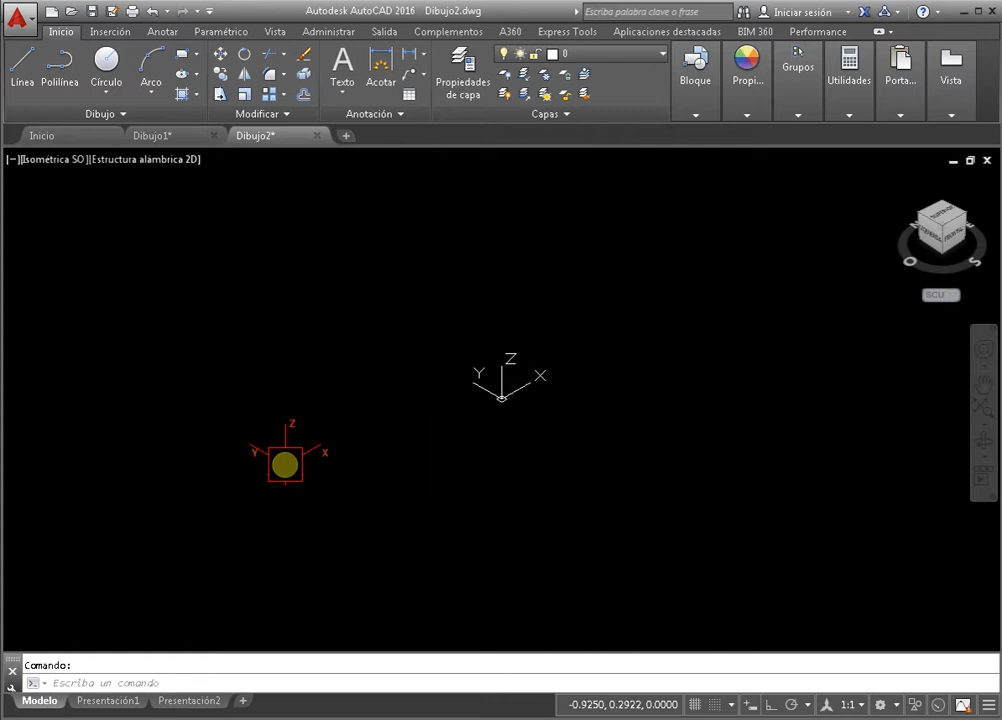 Autodesk AutoCAD 2016 Dibujo2.dwg
Escriba palabra clave o frase
Iniciar sesión
Inicio Inserción Anotar Paramétrico Vista Administrar Salida Complementos A360 Express Tools Aplicaciones destacadas BIM 360 Performance
Línea Polilínea Círculo Arco
Texto Acotar
Propiedades de capa
0
Bloque Propi... Grupos Utilidades Porta... Vista
Dibujo Modificar Anotación Capas
Inicio Dibujo1* Dibujo2*
[−][Isométrica SO][Estructura alámbrica 2D]
SUPERIOR
FRONTAL
N E
O S
SCU
Z
Y X
Z
Y X
Comando:
Escriba un comando
Modelo Presentación1 Presentación2
-0.9250, 0.2922, 0.0000
1:1